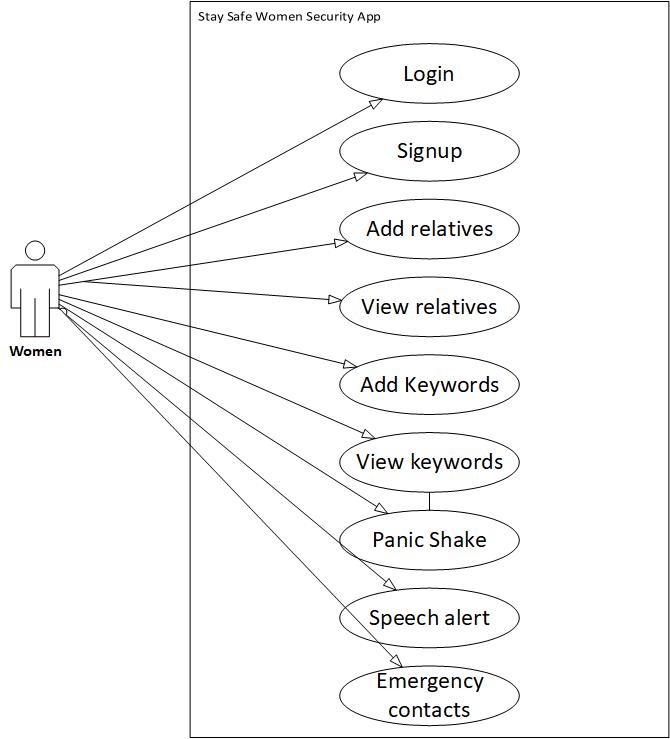 Stay Safe Women Security App
Login
Signup
Add relatives
View relatives
Women
Add Keywords
View keywords
Panic Shake
Speech alert
Emergency
contacts